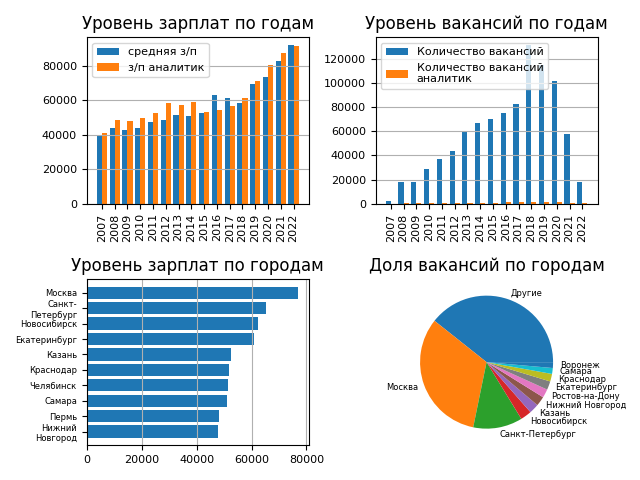 Уровень зарплат по годам
средняя з/п
з/п аналитик
80000
60000
40000
20000
0
2007
2008
2009
2010
2011
2012
2013
2014
2015
2016
2017
2018
2019
2020
2021
2022
Уровень вакансий по годам
Количество вакансий
Количество вакансий
аналитик
120000
100000
80000
60000
40000
20000
0
2007
2008
2009
2010
2011
2012
2013
2014
2015
2016
2017
2018
2019
2020
2021
2022
Уровень зарплат по городам
Москва
Санкт-
Петербург
Новосибирск
Екатеринбург
Казань
Краснодар
Челябинск
Самара
Пермь
Нижний
Новгород
0
20000
40000
60000
80000
Доля вакансий по городам
Другие
Москва
Санкт-Петербург
Новосибирск
Казань
Нижний Новгород
Ростов-на-Дону
Екатеринбург
Краснодар
Самара
Воронеж